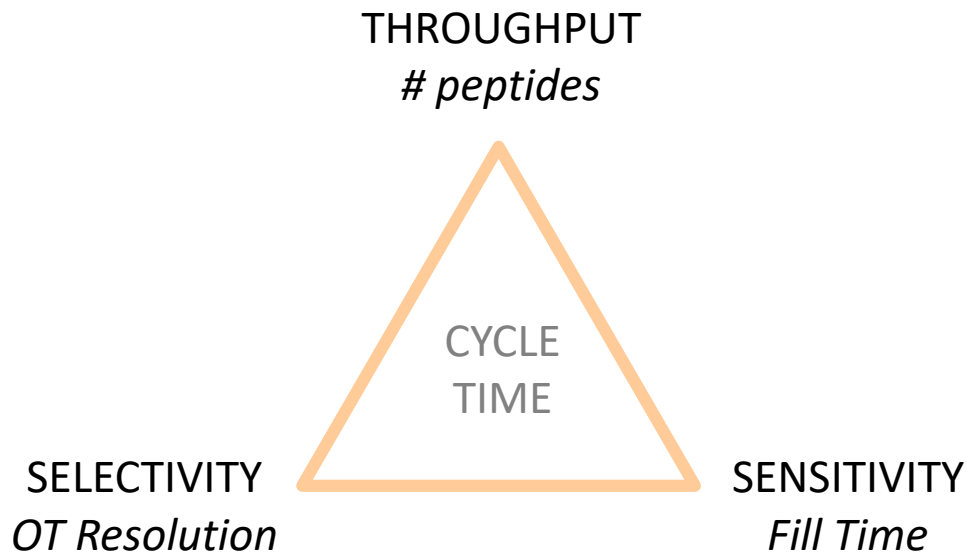 THROUGHPUT
# peptides
CYCLE
TIME
SELECTIVITY
OT Resolution
SENSITIVITY
Fill Time